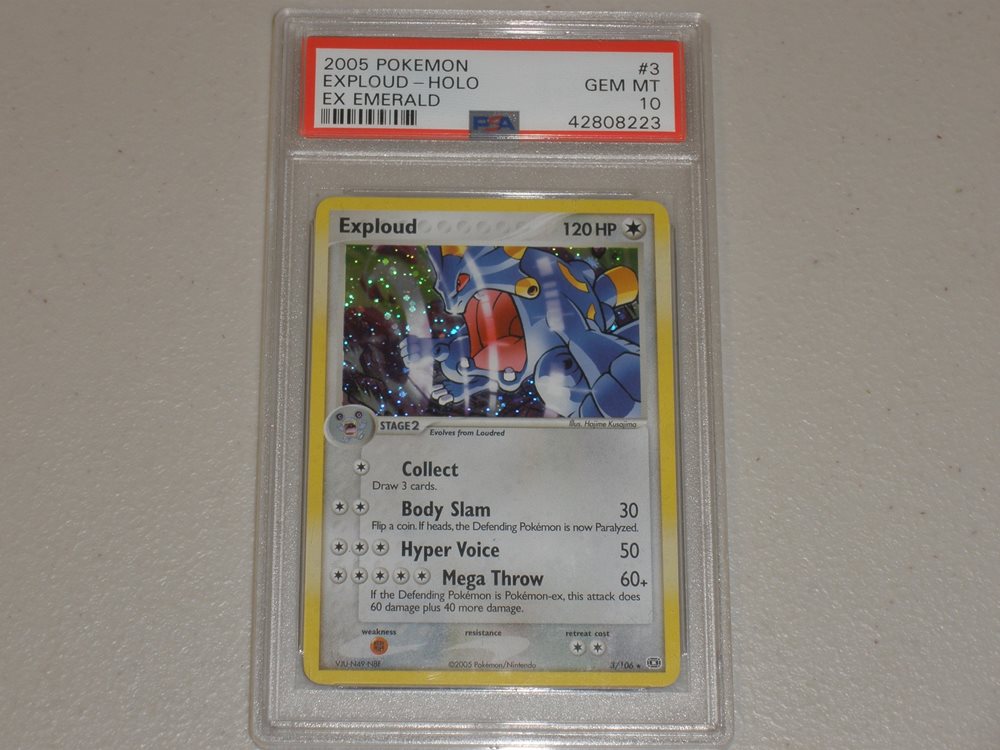 2005 POKEMON #3
EXPLOUD - HOLO GEM MT
EX EMERALD 10
PSA 42808223
Exploud 120 HP
STAGE 2 Evolves from Loudred Illus. Hajime Kusajima
Collect
Draw 3 cards.
Body Slam 30
Flip a coin. If heads, the Defending Pokémon is now Paralyzed.
Hyper Voice 50
Mega Throw 60+
If the Defending Pokémon is Pokémon-ex, this attack does
60 damage plus 40 more damage.
weakness resistance retreat cost
©2005 Pokémon/Nintendo 3/106